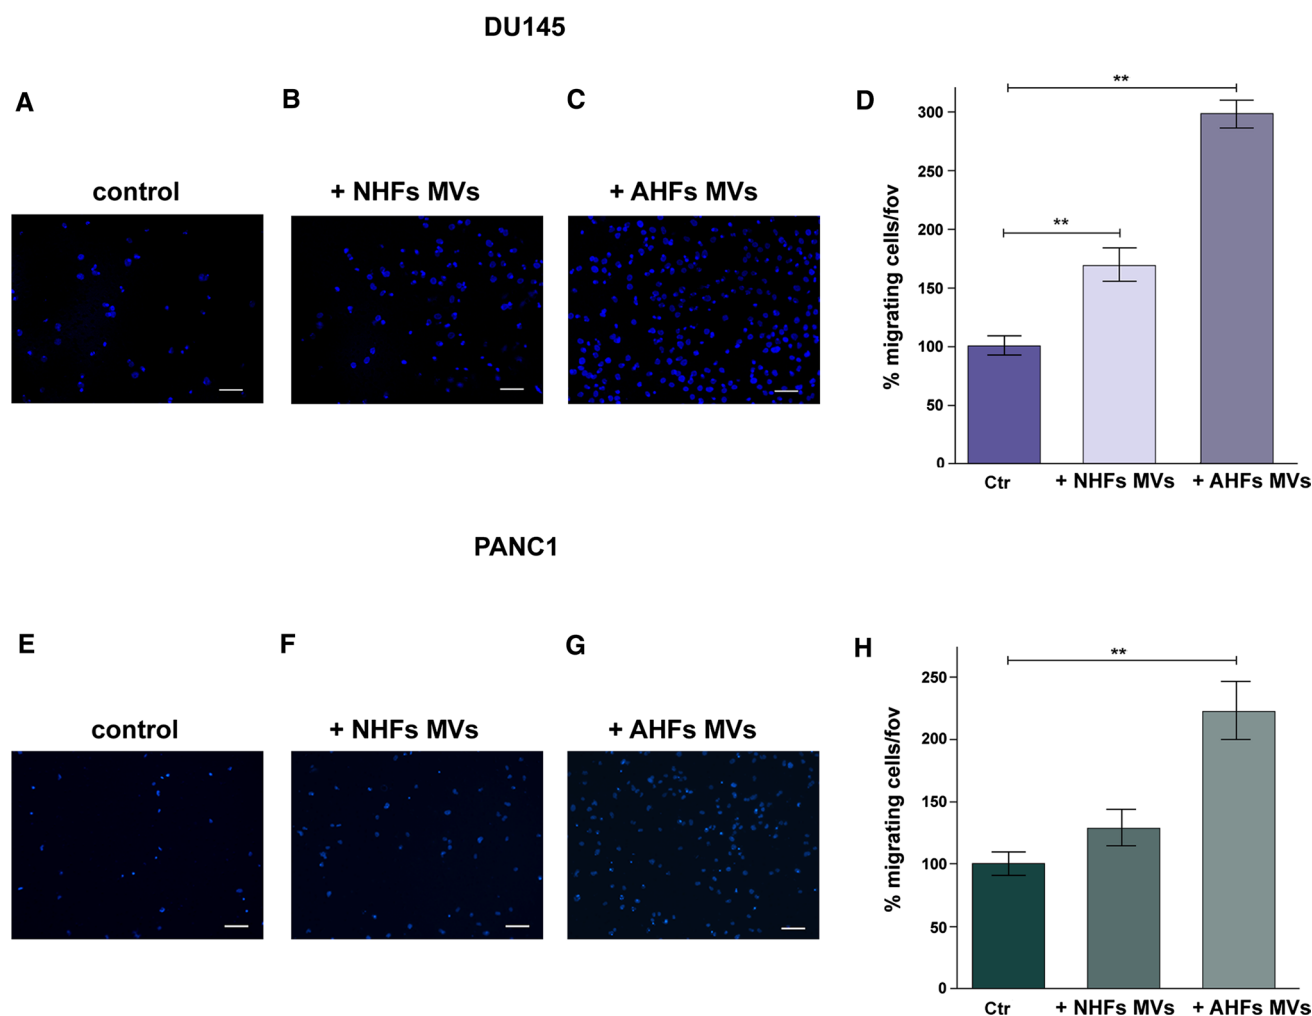 DU145
A
B
C
D
control
+ NHFs MVs
+ AHFs MVs
% migrating cells/fov
300
250
200
150
100
50
0
**
**
Ctr
+ NHFs MVs
+ AHFs MVs
PANC1
E
F
G
H
control
+ NHFs MVs
+ AHFs MVs
% migrating cells/fov
250
200
150
100
50
0
**
Ctr
+ NHFs MVs
+ AHFs MVs